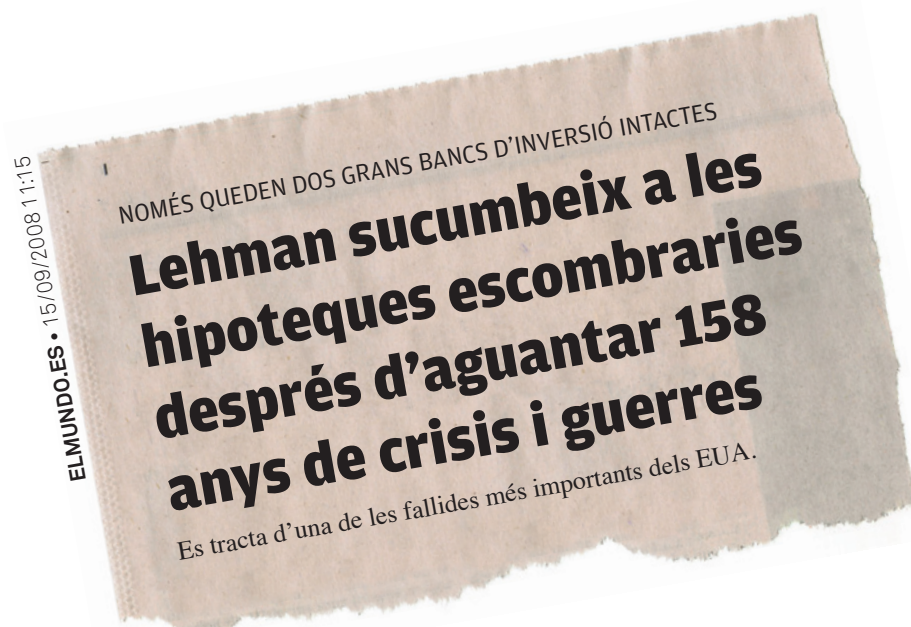 ELMUNDO.ES • 15/09/2008 11:15
NOMÉS QUEDEN DOS GRANS BANCS D’INVERSIÓ INTACTES
Lehman sucumbeix a les
hipoteques escombraries
després d’aguantar 158
anys de crisis i guerres
Es tracta d’una de les fallides més importants dels EUA.